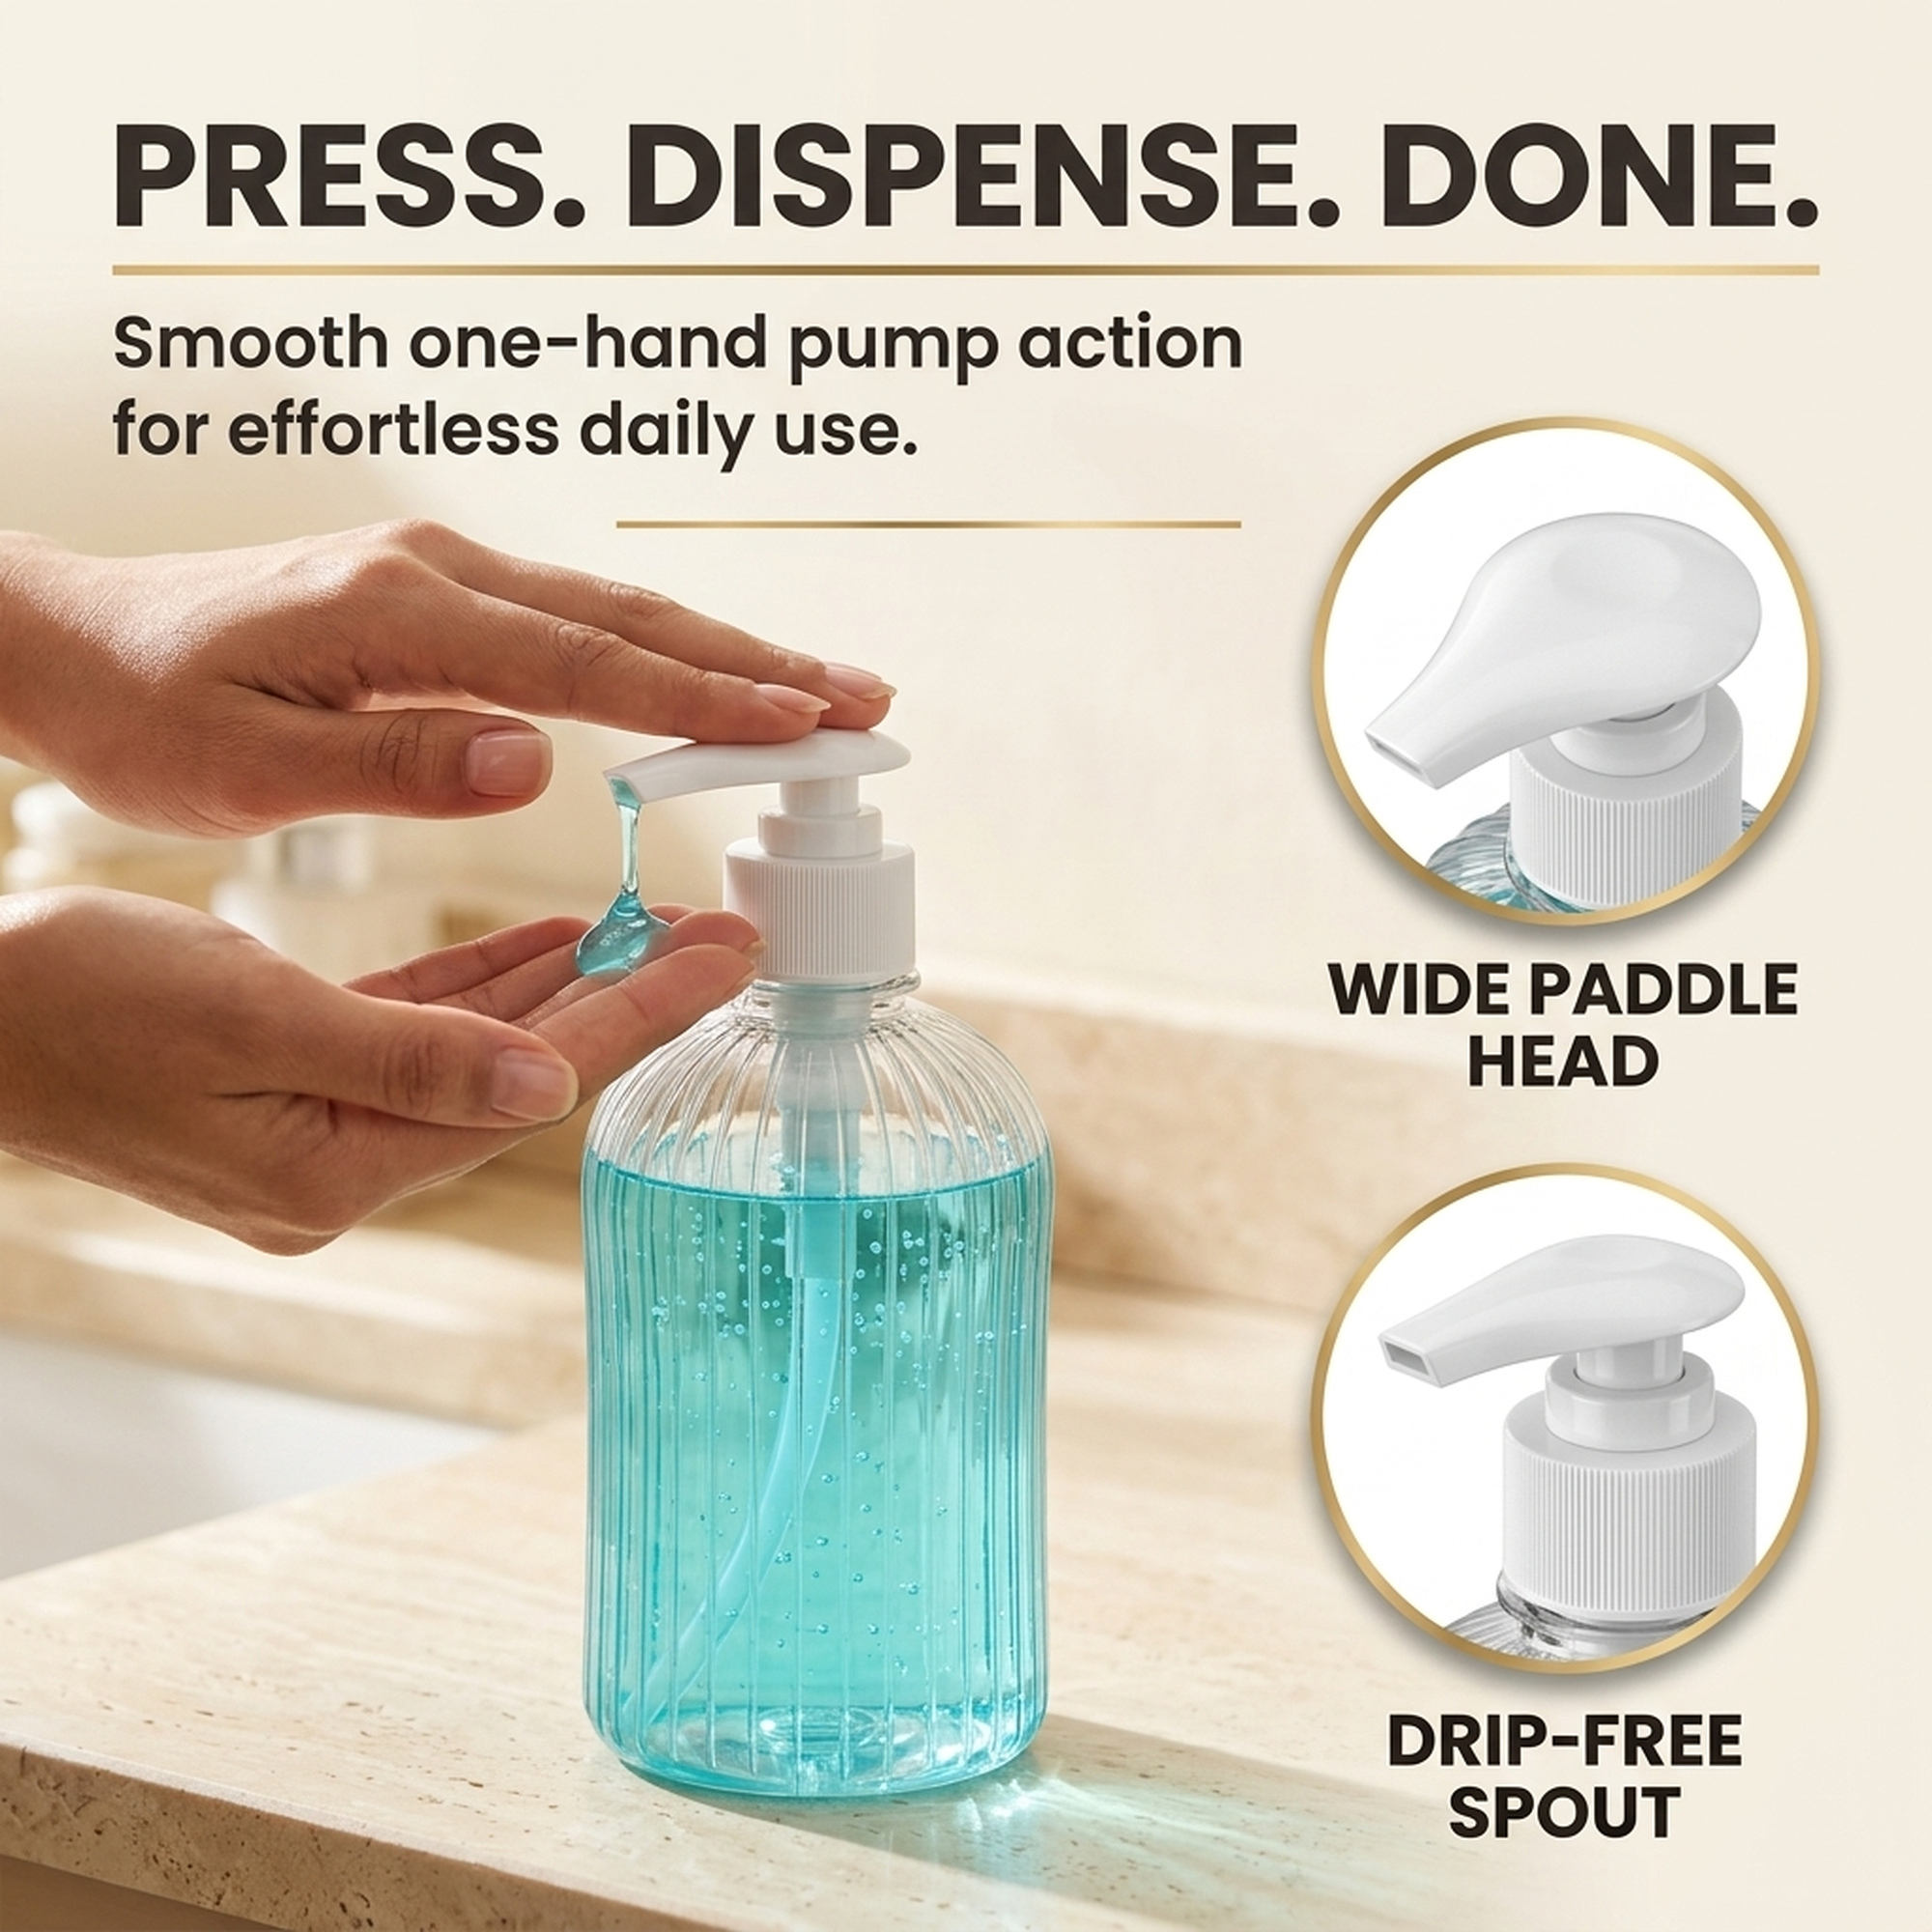 PRESS. DISPENSE. DONE.
Smooth one-hand pump action
for effortless daily use.
WIDE PADDLE
HEAD
DRIP-FREE
SPOUT